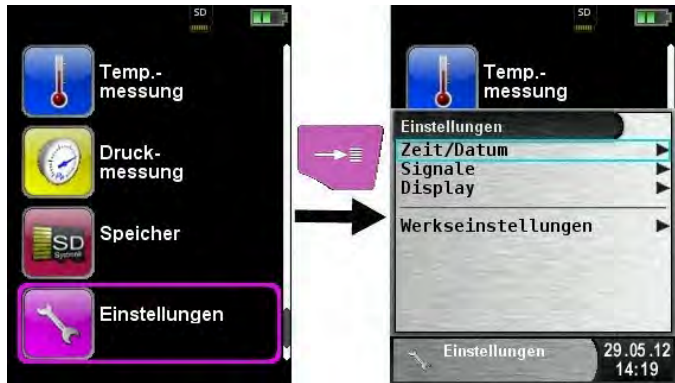 SD
Temp.-
messung
Druck-
messung
Speicher
SD
Einstellungen
SD
Temp.-
messung
Einstellungen
Zeit/Datum
Signale
Display
Werkseinstellungen
Einstellungen
29.05.12
14:19